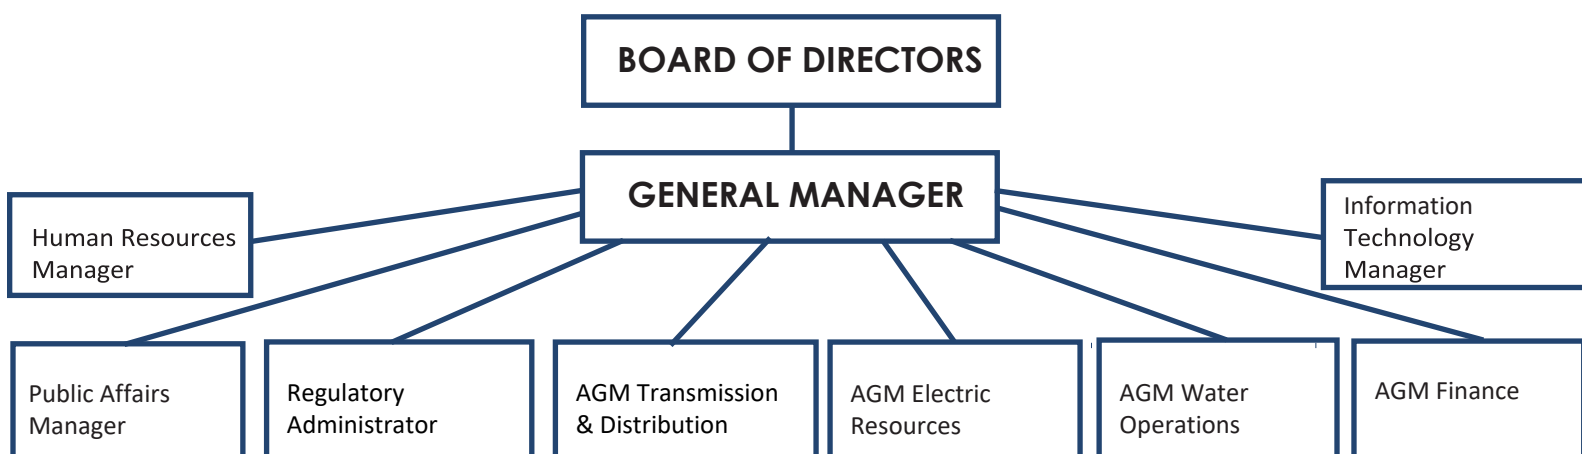 BOARD OF DIRECTORS
GENERAL MANAGER
Human Resources
Manager
Information
Technology
Manager
Public Affairs
Manager
Regulatory
Administrator
AGM Transmission
& Distribution
AGM Electric
Resources
AGM Water
Operations
AGM Finance